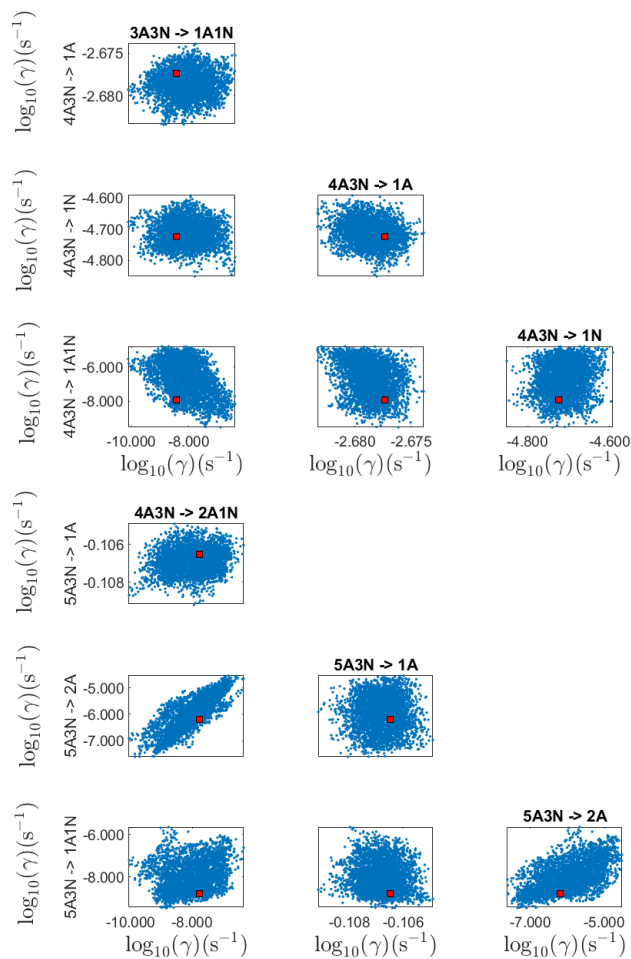 3A3N -> 1A1N
log₁₀(γ)(s⁻¹)
4A3N -> 1A
-2.675
-2.680
4A3N -> 1A
log₁₀(γ)(s⁻¹)
4A3N -> 1N
-4.600
-4.700
-4.800
4A3N -> 1N
log₁₀(γ)(s⁻¹)
4A3N -> 1A1N
-6.000
-8.000
-10.000 -8.000
-2.680 -2.675
-4.800 -4.600
log₁₀(γ)(s⁻¹) log₁₀(γ)(s⁻¹) log₁₀(γ)(s⁻¹)
4A3N -> 2A1N
log₁₀(γ)(s⁻¹)
5A3N -> 1A
-0.106
-0.108
5A3N -> 1A
log₁₀(γ)(s⁻¹)
5A3N -> 2A
-5.000
-6.000
-7.000
5A3N -> 2A
log₁₀(γ)(s⁻¹)
5A3N -> 1A1N
-6.000
-8.000
-10.000 -8.000
-0.108 -0.106
-7.000 -5.000
log₁₀(γ)(s⁻¹) log₁₀(γ)(s⁻¹) log₁₀(γ)(s⁻¹)